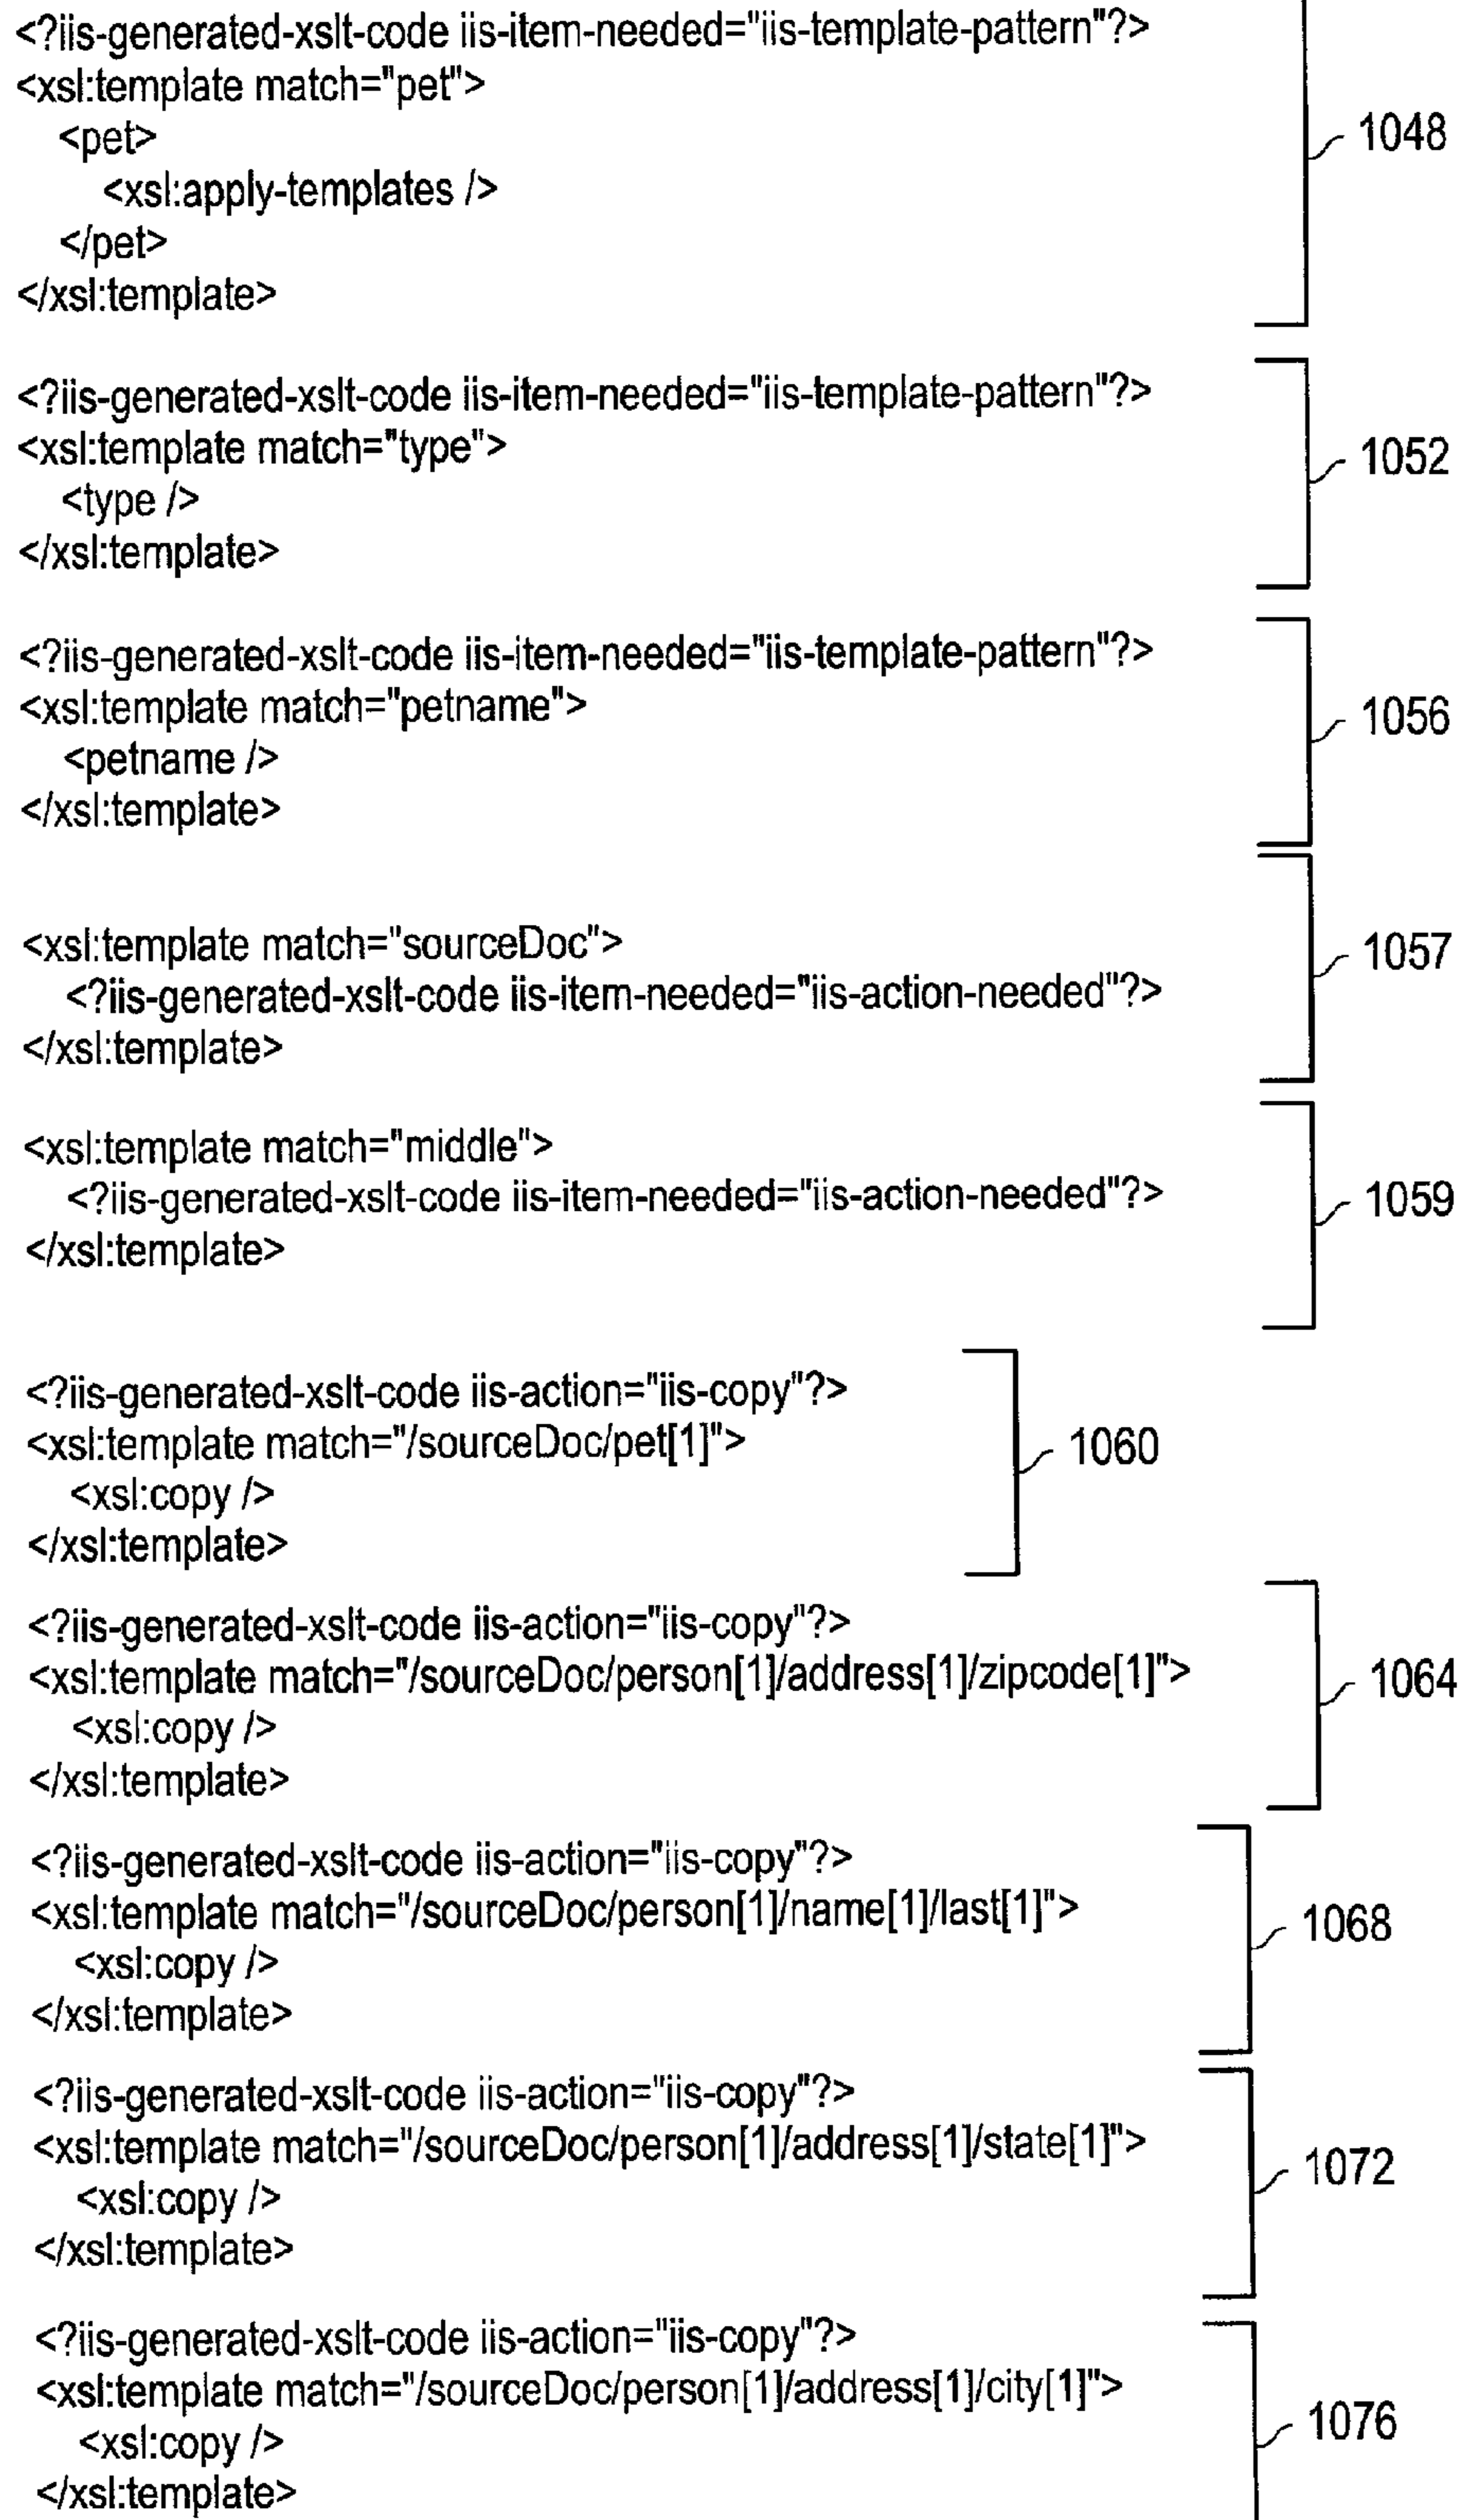 <?iis-generated-xslt-code iis-item-needed="iis-template-pattern"?>
<xsl:template match="pet">
<pet>
<xsl:apply-templates />
</pet>
</xsl:template>
1048
<?iis-generated-xslt-code iis-item-needed="iis-template-pattern"?>
<xsl:template match="type">
<type />
</xsl:template>
1052
<?iis-generated-xslt-code iis-item-needed="iis-template-pattern"?>
<xsl:template match="petname">
<petname />
</xsl:template>
1056
<xsl:template match="sourceDoc">
<?iis-generated-xslt-code iis-item-needed="iis-action-needed"?>
</xsl:template>
1057
<xsl:template match="middle">
<?iis-generated-xslt-code iis-item-needed="iis-action-needed"?>
</xsl:template>
1059
<?iis-generated-xslt-code iis-action="iis-copy"?>
<xsl:template match="/sourceDoc/pet[1]">
<xsl:copy />
</xsl:template>
1060
<?iis-generated-xslt-code iis-action="iis-copy"?>
<xsl:template match="/sourceDoc/person[1]/address[1]/zipcode[1]">
<xsl:copy />
</xsl:template>
1064
<?iis-generated-xslt-code iis-action="iis-copy"?>
<xsl:template match="/sourceDoc/person[1]/name[1]/last[1]">
<xsl:copy />
</xsl:template>
1068
<?iis-generated-xslt-code iis-action="iis-copy"?>
<xsl:template match="/sourceDoc/person[1]/address[1]/state[1]">
<xsl:copy />
</xsl:template>
1072
<?iis-generated-xslt-code iis-action="iis-copy"?>
<xsl:template match="/sourceDoc/person[1]/address[1]/city[1]">
<xsl:copy />
</xsl:template>
1076